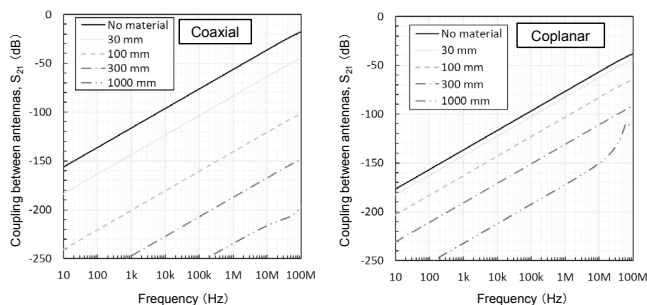 No material
30 mm
100 mm
300 mm
1000 mm
Coaxial
Coupling between antennas, S21 (dB)
0
-50
-100
-150
-200
-250
10 100 1k 10k 100k 1M 10M 100M
Frequency (Hz)
No material
30 mm
100 mm
300 mm
1000 mm
Coplanar
Coupling between antennas, S21 (dB)
0
-50
-100
-150
-200
-250
10 100 1k 10k 100k 1M 10M 100M
Frequency (Hz)